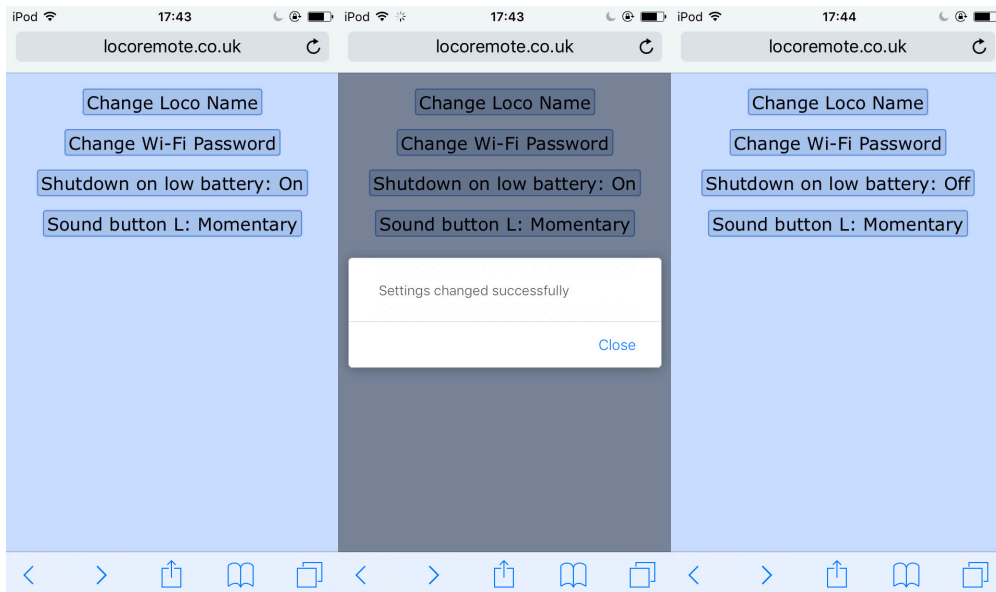 iPod 17:43
locoremote.co.uk
Change Loco Name
Change Wi-Fi Password
Shutdown on low battery: On
Sound button L: Momentary
iPod 17:43
locoremote.co.uk
Change Loco Name
Change Wi-Fi Password
Shutdown on low battery: On
Sound button L: Momentary
Settings changed successfully
Close
iPod 17:44
locoremote.co.uk
Change Loco Name
Change Wi-Fi Password
Shutdown on low battery: Off
Sound button L: Momentary